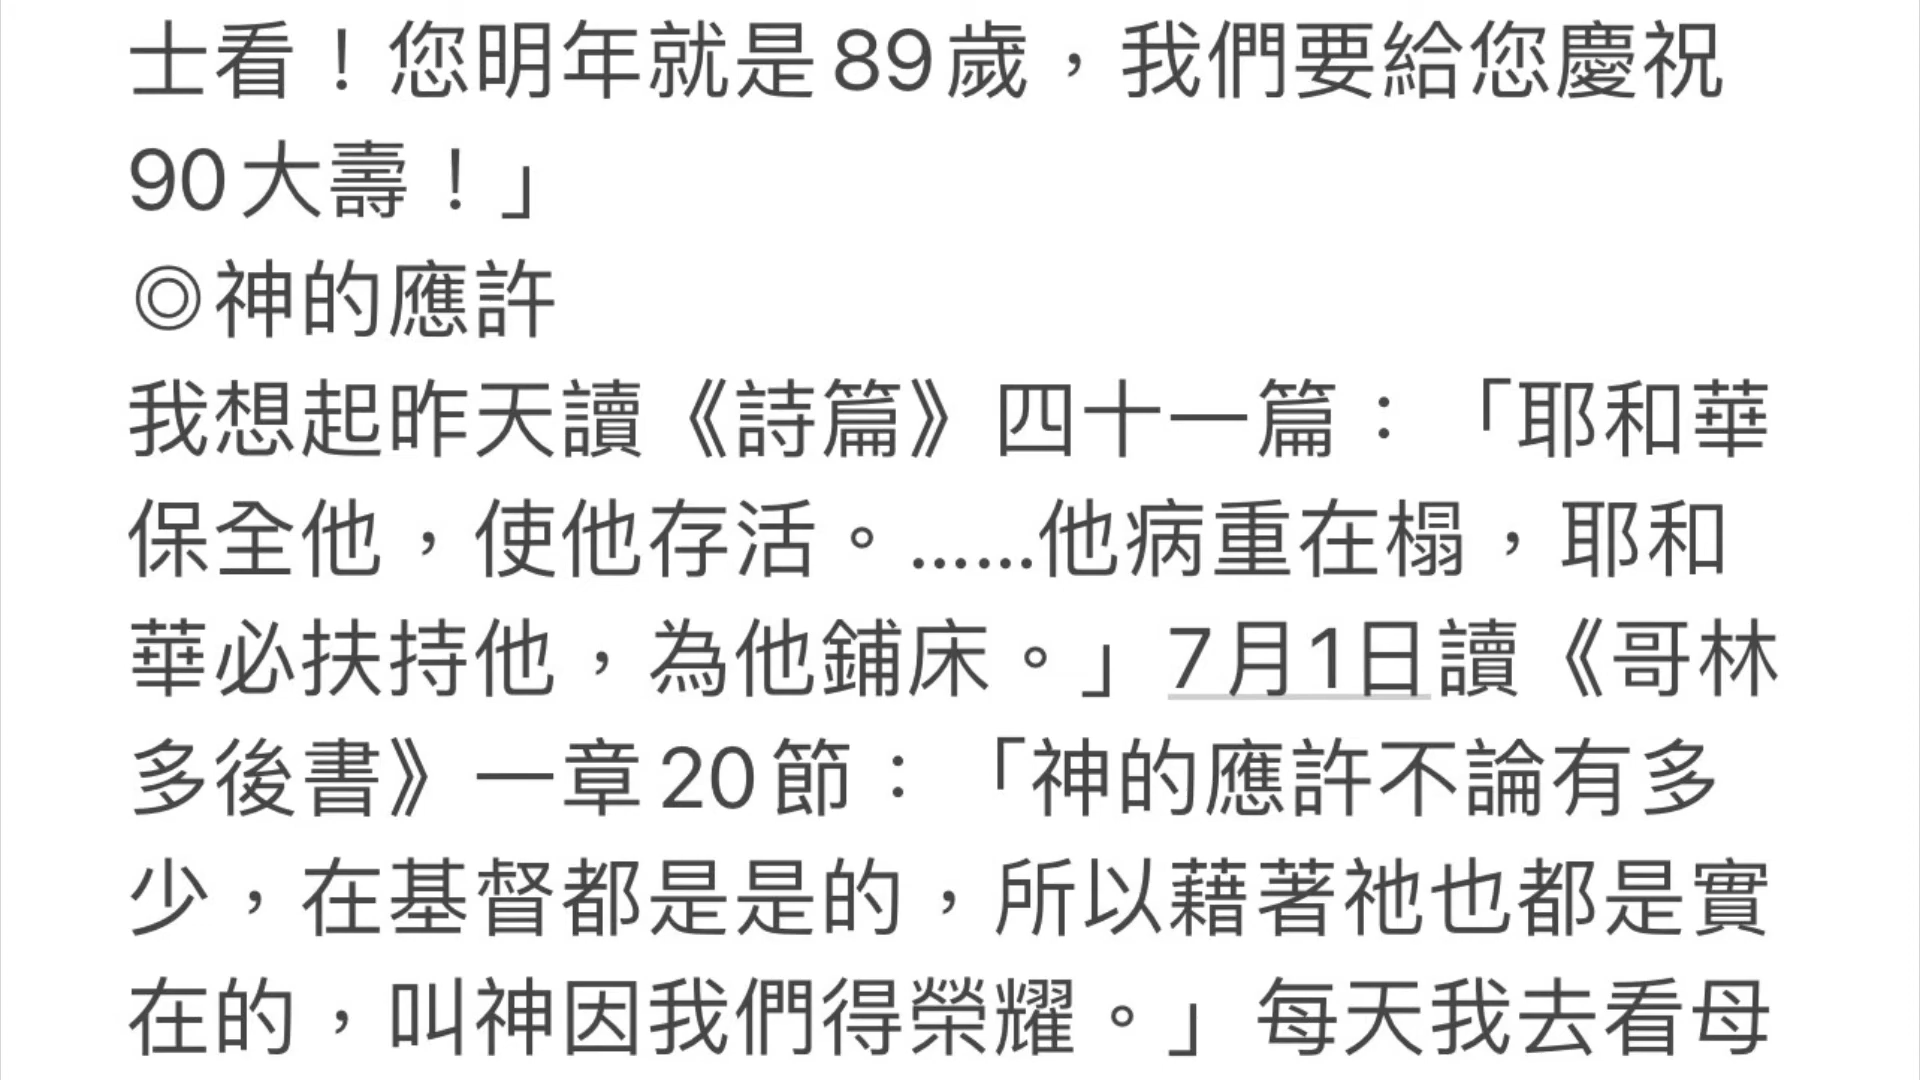 士看！您明年就是89歲，我們要給您慶祝
90大壽！」
◎神的應許
我想起昨天讀《詩篇》四十一篇：「耶和華
保全他，使他存活。……他病重在榻，耶和
華必扶持他，為他鋪床。」7月1日讀《哥林
多後書》一章20節：「神的應許不論有多
少，在基督都是是的，所以藉著祂也都是實
在的，叫神因我們得榮耀。」每天我去看母